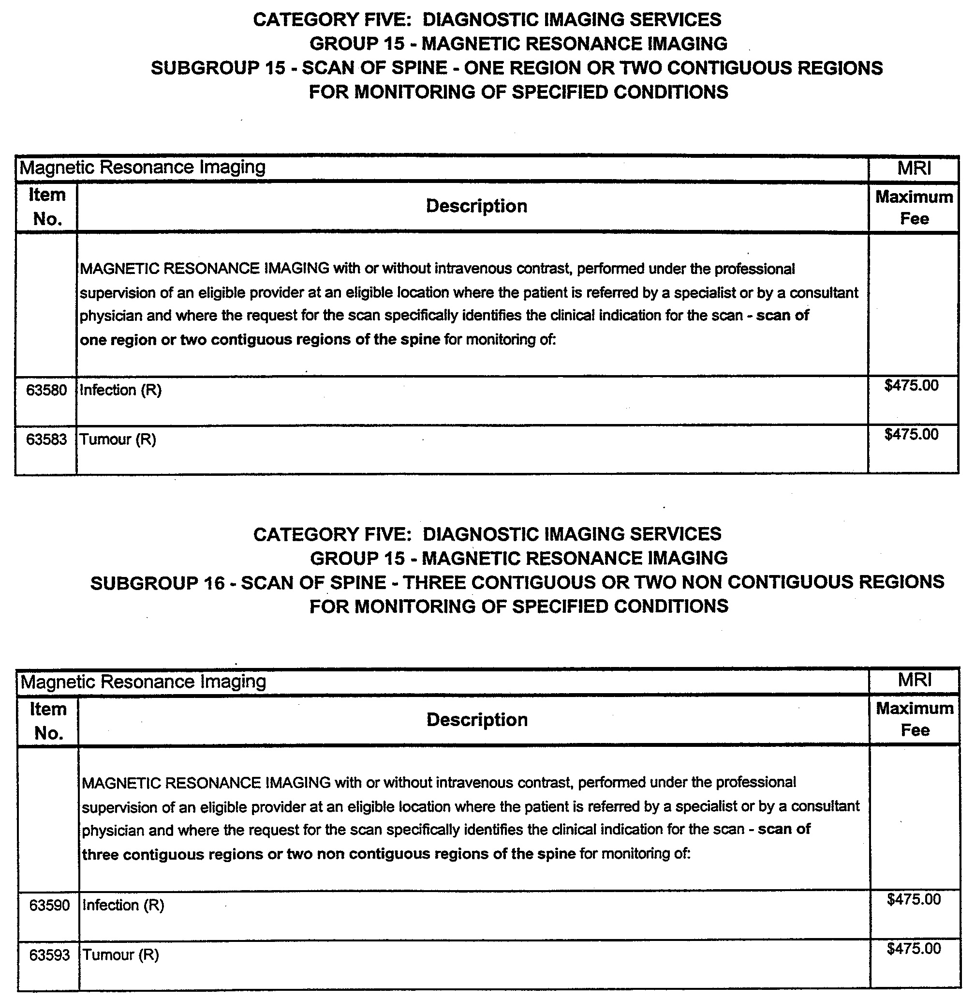 CATEGORY FIVE: DIAGNOSTIC IMAGING SERVICES
GROUP 15 - MAGNETIC RESONANCE IMAGING
SUBGROUP 15 - SCAN OF SPINE - ONE REGION OR TWO CONTIGUOUS REGIONS
FOR MONITORING OF SPECIFIED CONDITIONS
Magnetic Resonance Imaging MRI
Item No. Description Maximum Fee
MAGNETIC RESONANCE IMAGING with or without intravenous contrast, performed under the professional
supervision of an eligible provider at an eligible location where the patient is referred by a specialist or by a consultant
physician and where the request for the scan specifically identifies the clinical indication for the scan - scan of
one region or two contiguous regions of the spine for monitoring of:
63580 Infection (R) $475.00
63583 Tumour (R) $475.00
CATEGORY FIVE: DIAGNOSTIC IMAGING SERVICES
GROUP 15 - MAGNETIC RESONANCE IMAGING
SUBGROUP 16 - SCAN OF SPINE - THREE CONTIGUOUS OR TWO NON CONTIGUOUS REGIONS
FOR MONITORING OF SPECIFIED CONDITIONS
Magnetic Resonance Imaging MRI
Item No. Description Maximum Fee
MAGNETIC RESONANCE IMAGING with or without intravenous contrast, performed under the professional
supervision of an eligible provider at an eligible location where the patient is referred by a specialist or by a consultant
physician and where the request for the scan specifically identifies the clinical indication for the scan - scan of
three contiguous regions or two non contiguous regions of the spine for monitoring of:
63590 Infection (R) $475.00
63593 Tumour (R) $475.00